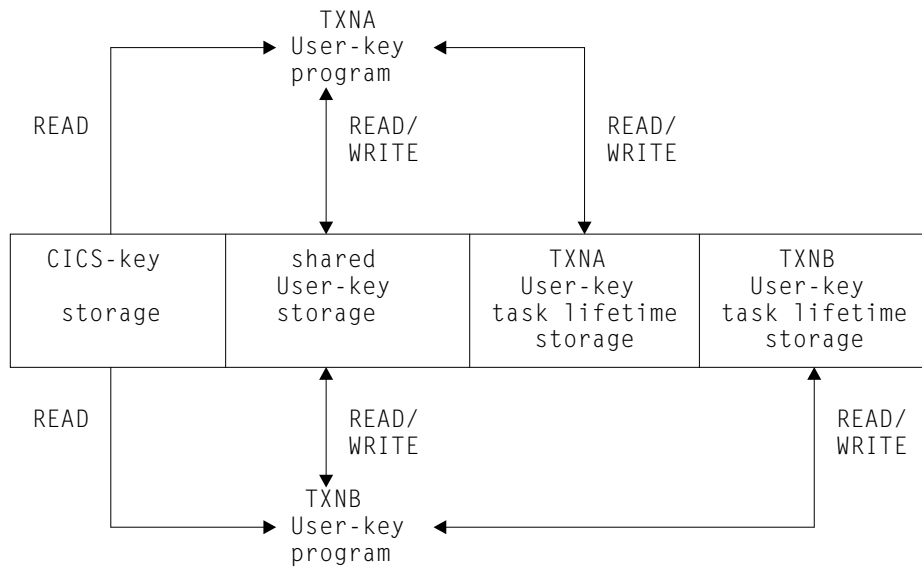 TXNA
User-key
program
READ
READ/
WRITE
READ/
WRITE
CICS-key
storage
shared
User-key
storage
TXNA
User-key
task lifetime
storage
TXNB
User-key
task lifetime
storage
READ
READ/
WRITE
READ/
WRITE
TXNB
User-key
program